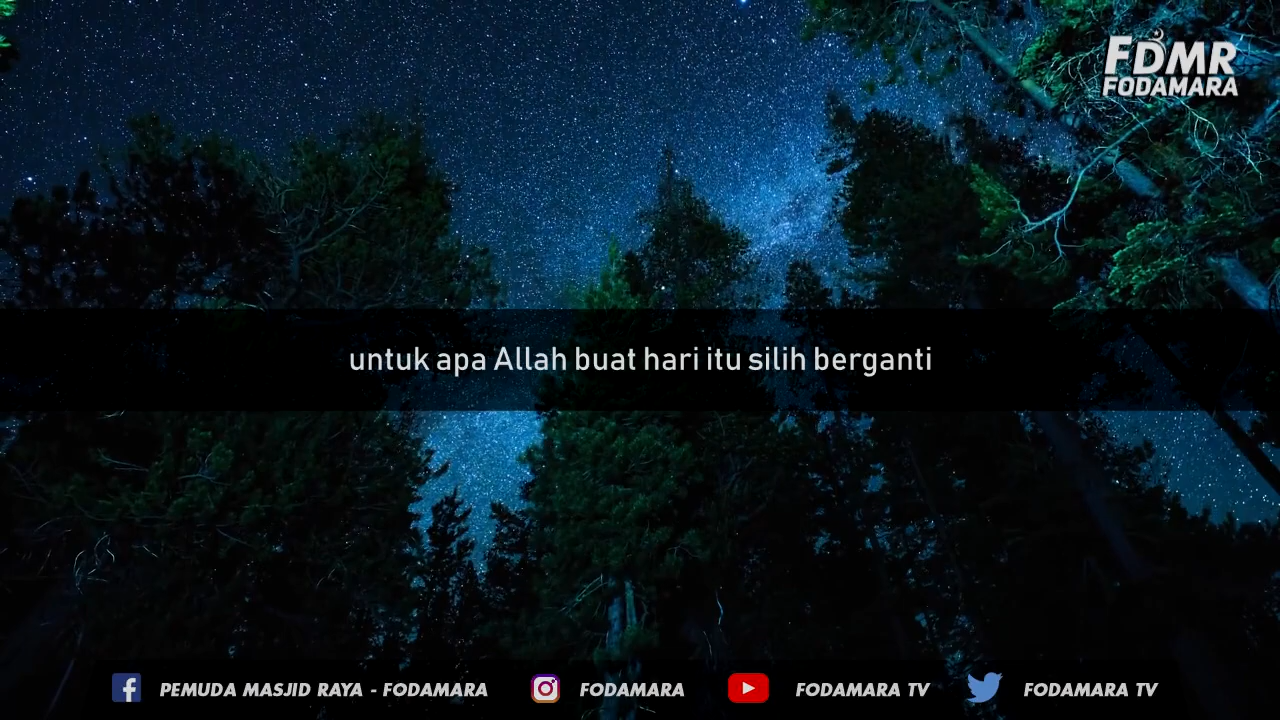 FDMR
FODAMARA
untuk apa Allah buat hari itu silih berganti
PEMUDA MASJID RAYA - FODAMARA
FODAMARA
FODAMARA TV
FODAMARA TV